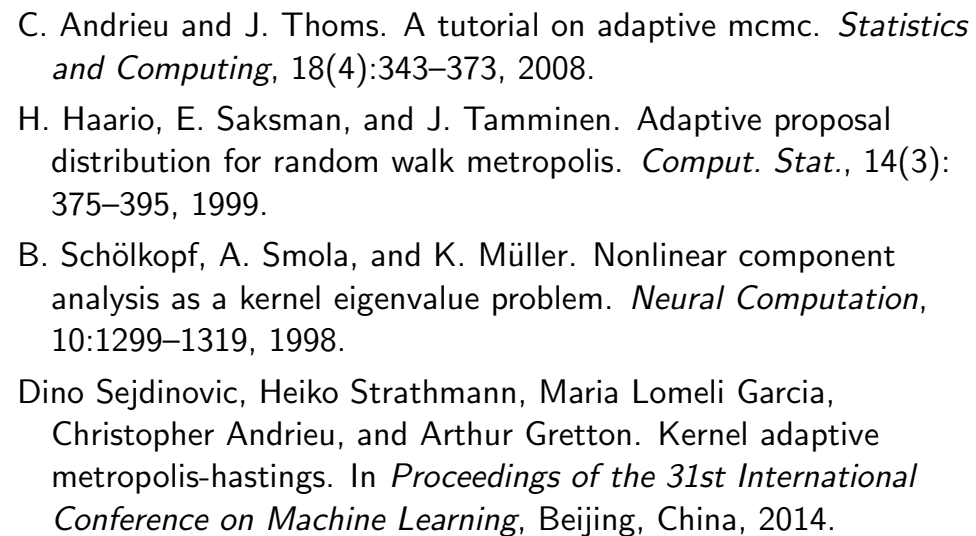 C. Andrieu and J. Thoms. A tutorial on adaptive mcmc. Statistics
and Computing, 18(4):343–373, 2008.
H. Haario, E. Saksman, and J. Tamminen. Adaptive proposal
distribution for random walk metropolis. Comput. Stat., 14(3):
375–395, 1999.
B. Schölkopf, A. Smola, and K. Müller. Nonlinear component
analysis as a kernel eigenvalue problem. Neural Computation,
10:1299–1319, 1998.
Dino Sejdinovic, Heiko Strathmann, Maria Lomeli Garcia,
Christopher Andrieu, and Arthur Gretton. Kernel adaptive
metropolis-hastings. In Proceedings of the 31st International
Conference on Machine Learning, Beijing, China, 2014.